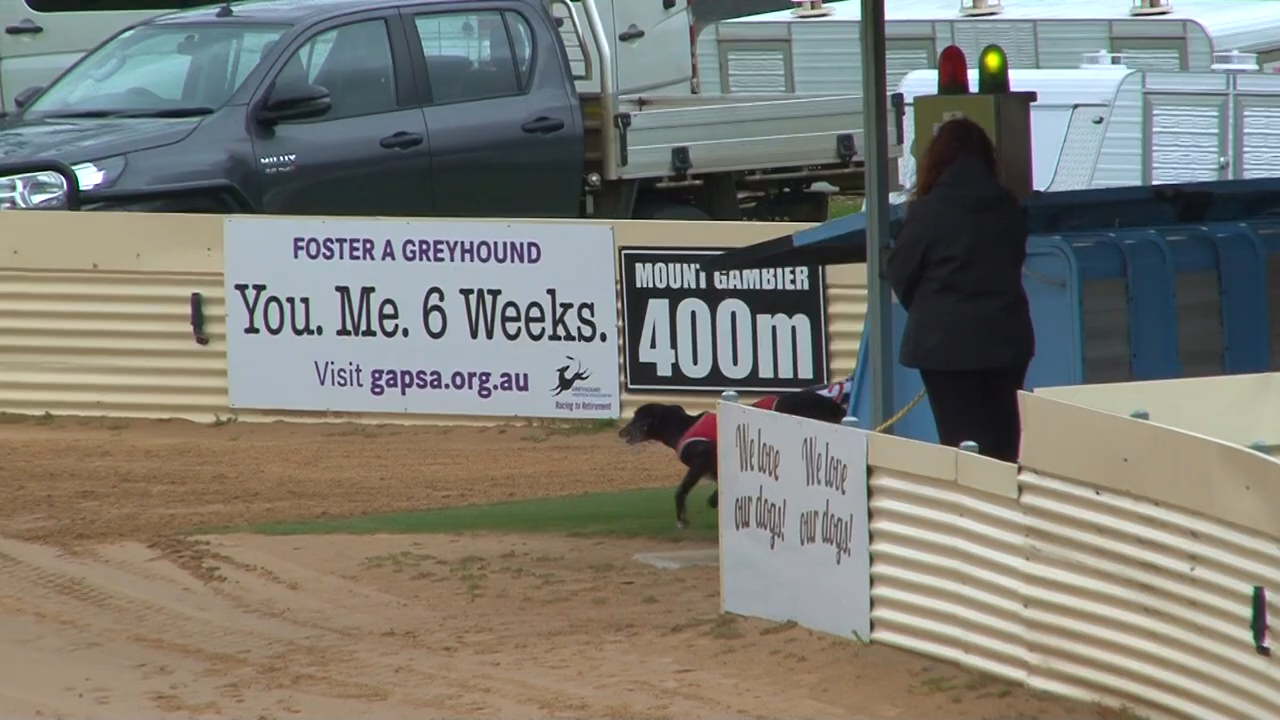 HILUX
FOSTER A GREYHOUND
You. Me. 6 Weeks.
Visit gapsa.org.au
Racing to Retirement
MOUNT GAMBIER
400m
We love
our dogs!
We love
our dogs!